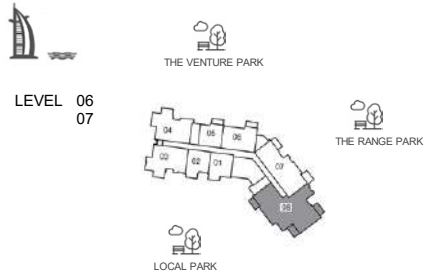 THE VENTURE PARK
LEVEL 06
07
THE RANGE PARK
04
05
06
03
02
01
07
08
LOCAL PARK